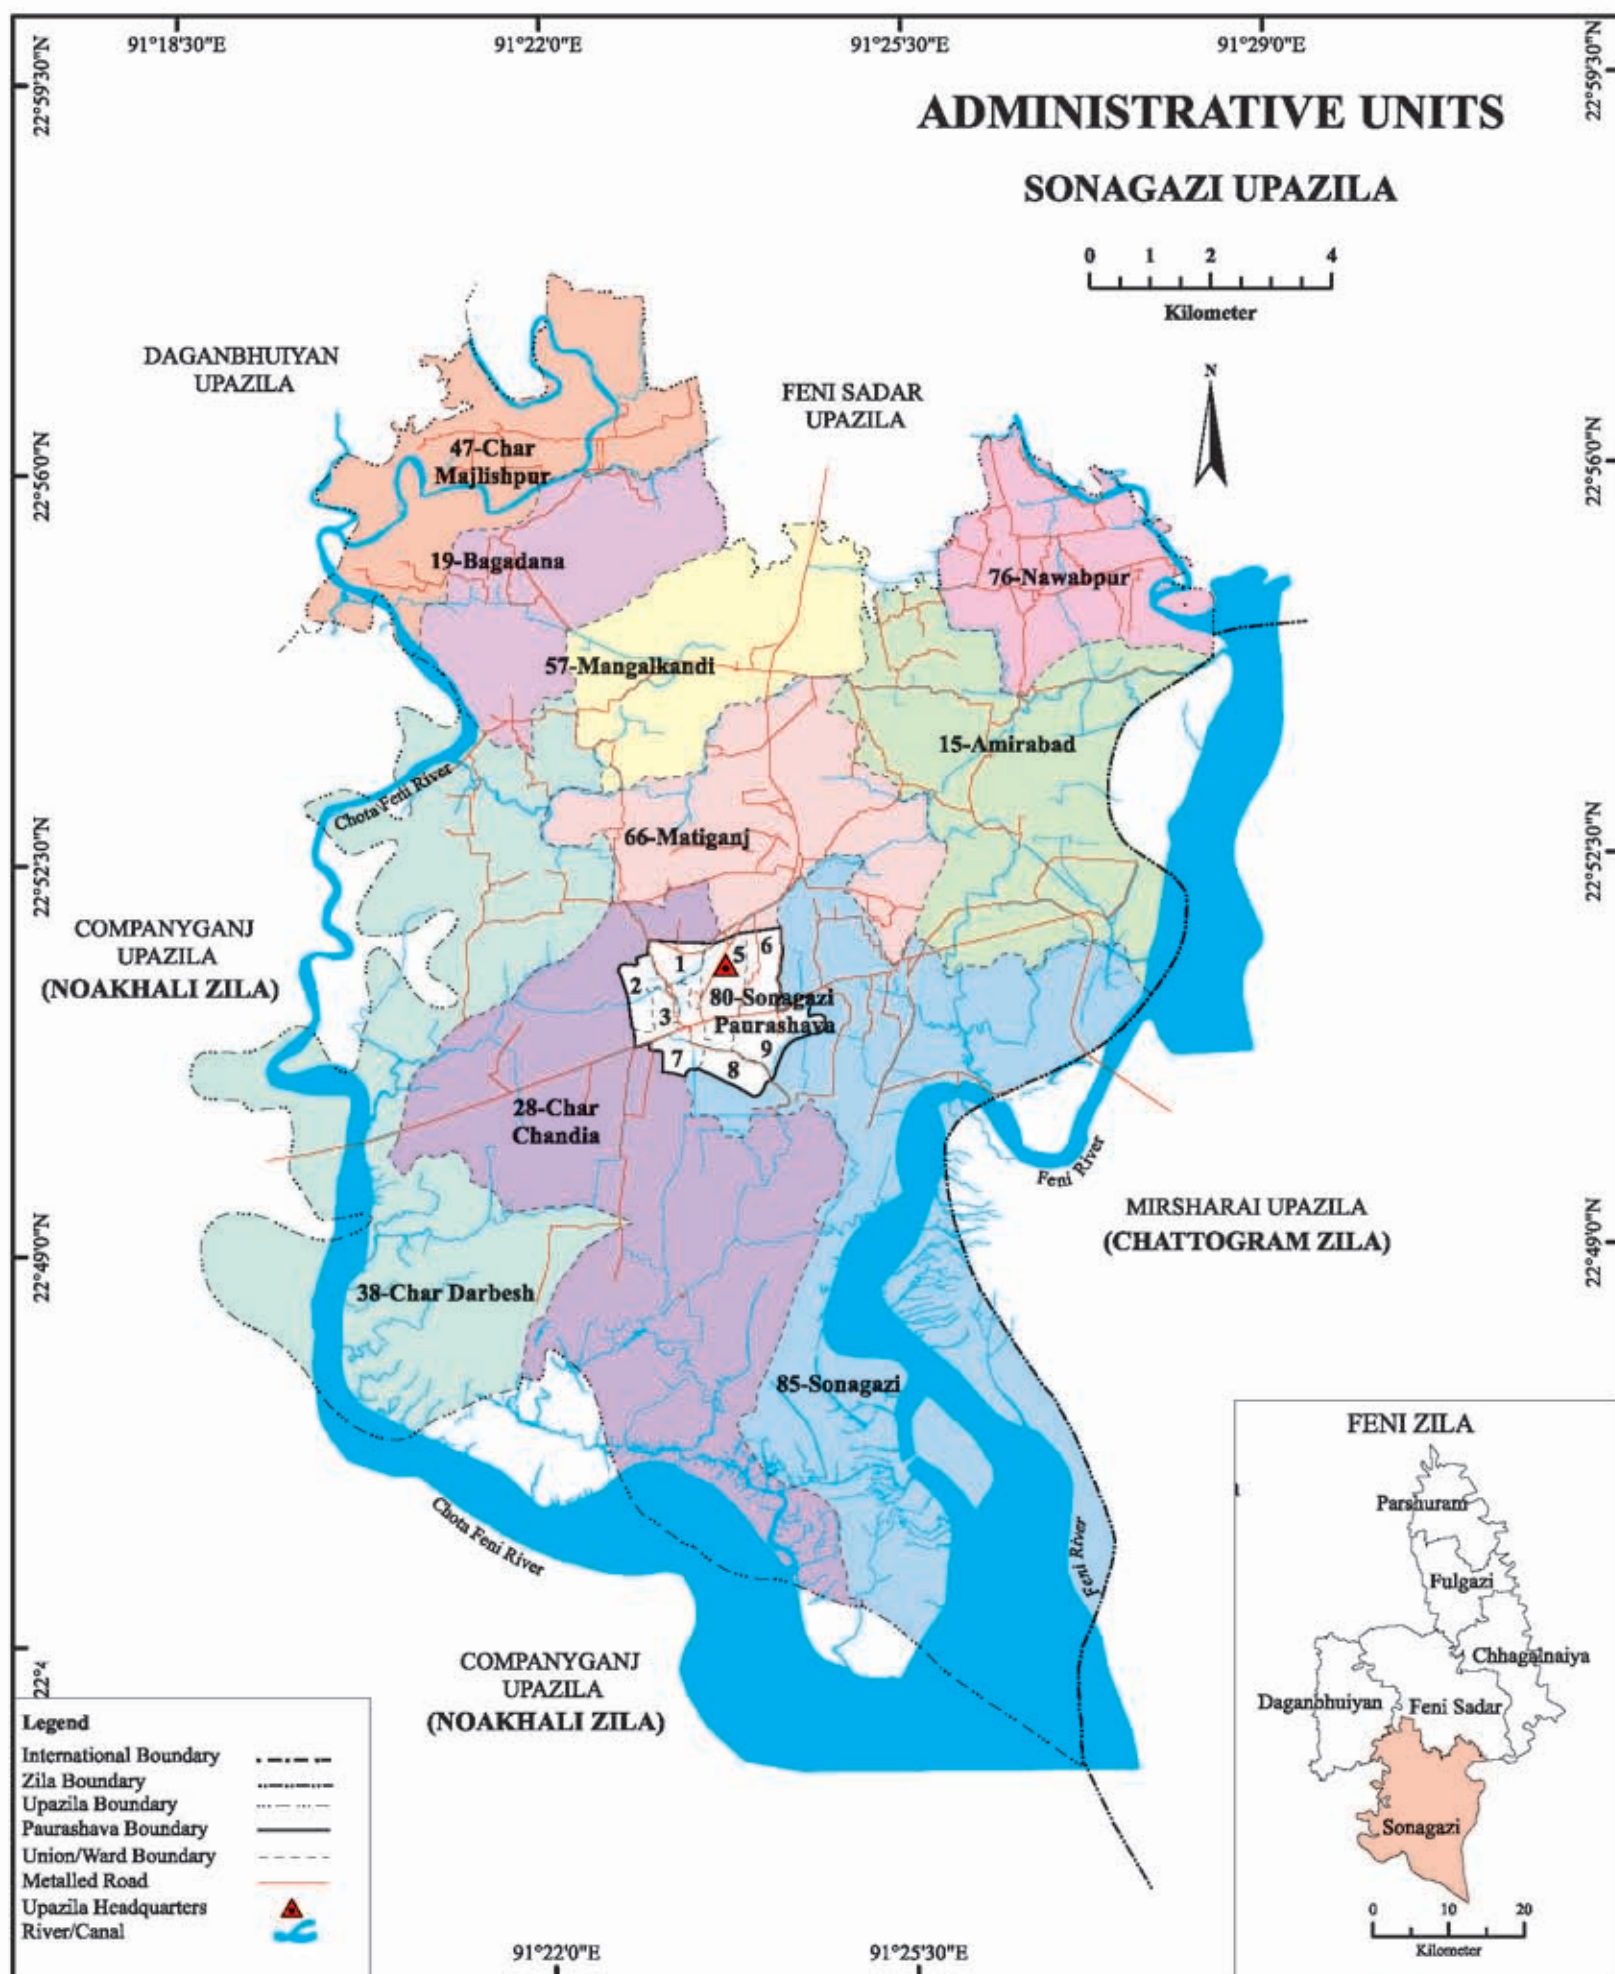 91°18'30"E
91°22'0"E
91°25'30"E
91°29'0"E
22°59'30"N
22°59'30"N
ADMINISTRATIVE UNITS
SONAGAZI UPAZILA
0 1 2 4
Kilometer
N
DAGANBHUIYAN
UPAZILA
FENI SADAR
UPAZILA
22°56'0"N
22°56'0"N
47-Char
Majlishpur
19-Bagadana
76-Nawabpur
57-Mangalkandi
15-Amirabad
Chota Feni River
66-Matiganj
22°52'30"N
22°52'30"N
COMPANYGANJ
UPAZILA
(NOAKHALI ZILA)
1
2
3
5
6
7
8
9
80-Sonagazi
Paurashava
28-Char
Chandia
Feni River
MIRSHARAI UPAZILA
(CHATTOGRAM ZILA)
22°49'0"N
22°49'0"N
38-Char Darbesh
85-Sonagazi
Chota Feni River
Feni River
COMPANYGANJ
UPAZILA
(NOAKHALI ZILA)
22°4
Legend
International Boundary
Zila Boundary
Upazila Boundary
Paurashava Boundary
Union/Ward Boundary
Metalled Road
Upazila Headquarters
River/Canal
91°22'0"E
91°25'30"E
FENI ZILA
Parshuram
Fulgazi
Chhagalnaiya
Daganbhuiyan
Feni Sadar
Sonagazi
0 10 20
Kilometer